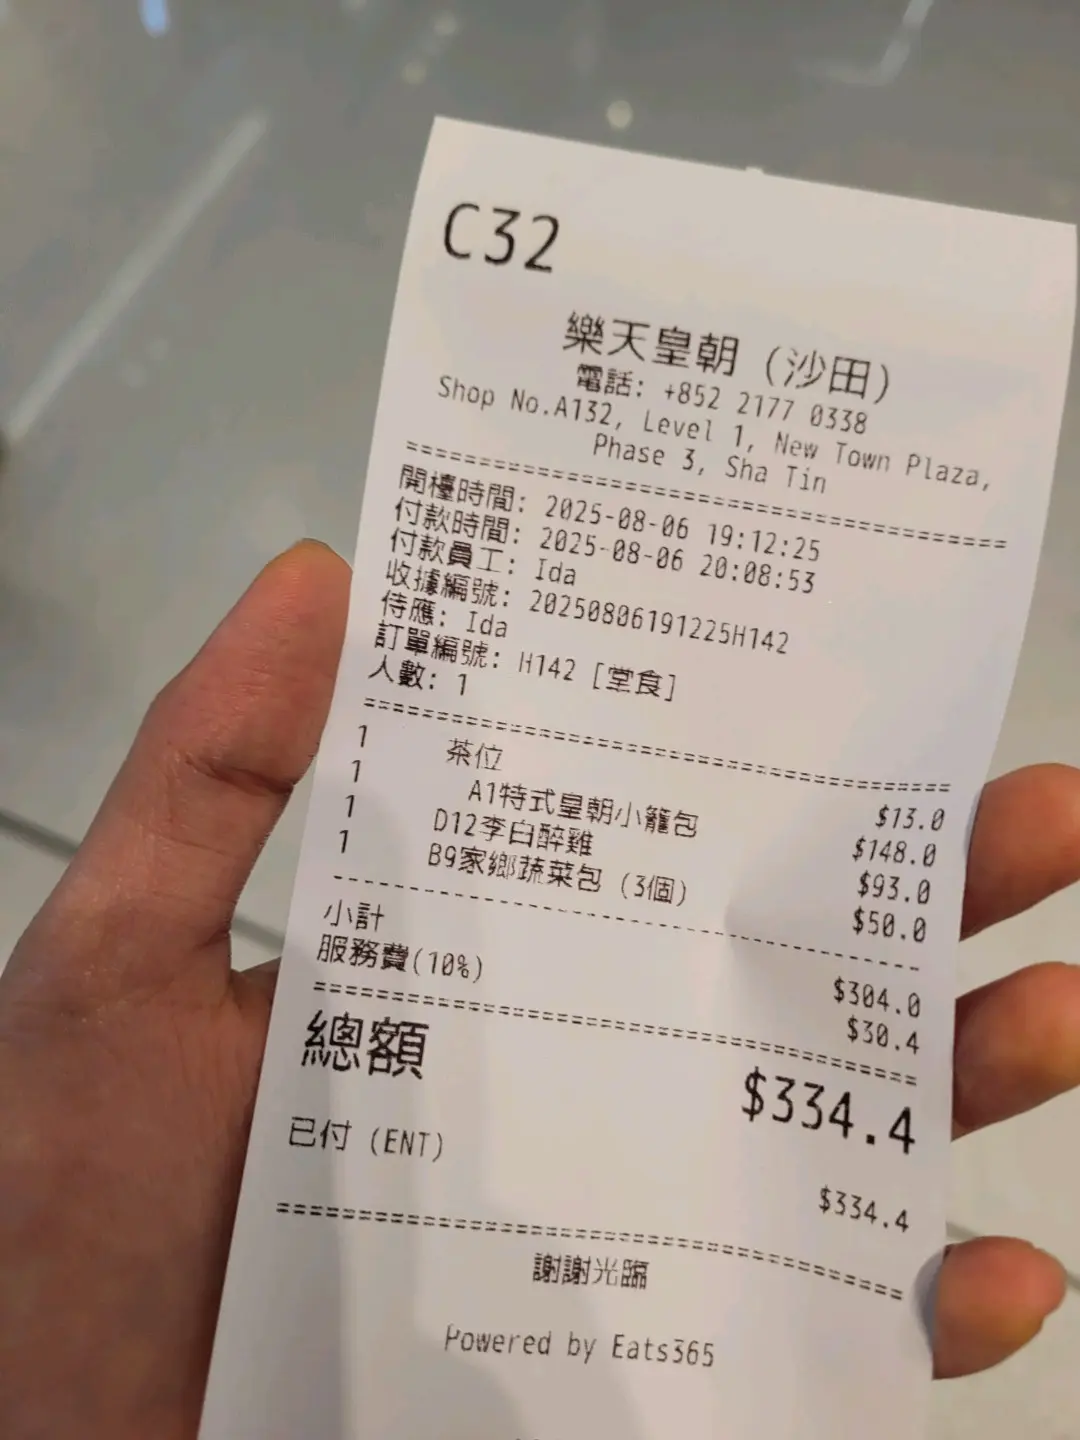 C32
樂天皇朝 (沙田)
電話: +852 2177 0338
Shop No.A132, Level 1, New Town Plaza,
Phase 3, Sha Tin
開檯時間: 2025-08-06 19:12:25
付款時間: 2025-08-06 20:08:53
付款員工: Ida
收據編號: 20250806191225H142
侍應: Ida
訂單編號: H142 [堂食]
人數: 1
1 茶位 $13.0
1 A1特式皇朝小籠包 $148.0
1 D12李白醉雞 $93.0
1 B9家鄉蔬菜包 (3個) $50.0
小計 $304.0
服務費(10%) $30.4
總額 $334.4
已付 (ENT) $334.4
謝謝光臨
Powered by Eats365